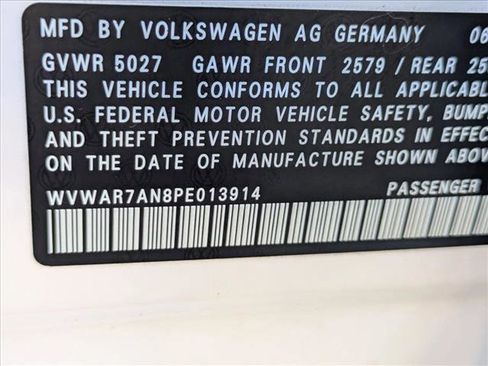 MFD BY VOLKSWAGEN AG GERMANY 06
GVWR 5027 GAWR FRONT 2579 / REAR 25
THIS VEHICLE CONFORMS TO ALL APPLICABL
U.S. FEDERAL MOTOR VEHICLE SAFETY, BUMP
AND THEFT PREVENTION STANDARDS IN EFFEC
ON THE DATE OF MANUFACTURE SHOWN ABOV
WVWAR7AN8PE013914 PASSENGER